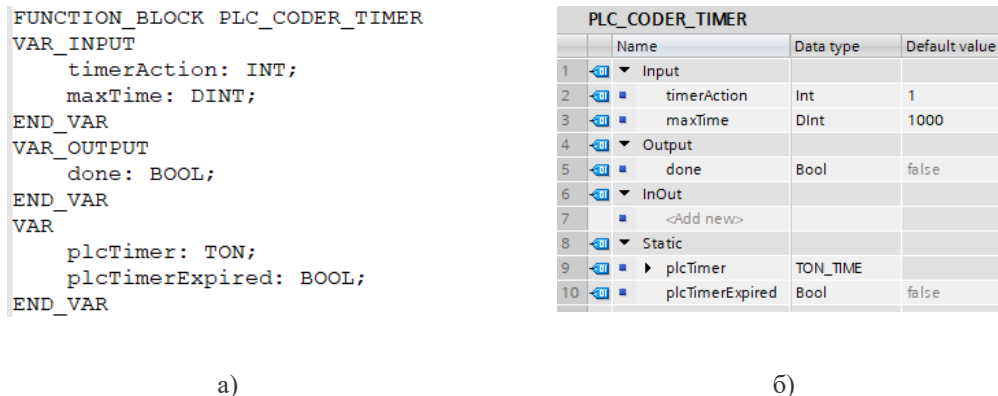 FUNCTION_BLOCK PLC_CODER_TIMER
VAR_INPUT
timerAction: INT;
maxTime: DINT;
END_VAR
VAR_OUTPUT
done: BOOL;
END_VAR
VAR
plcTimer: TON;
plcTimerExpired: BOOL;
END_VAR
а)
PLC_CODER_TIMER
Name Data type Default value
1 Input
2 timerAction Int 1
3 maxTime DInt 1000
4 Output
5 done Bool false
6 InOut
7 <Add new>
8 Static
9 plcTimer TON_TIME
10 plcTimerExpired Bool false
б)